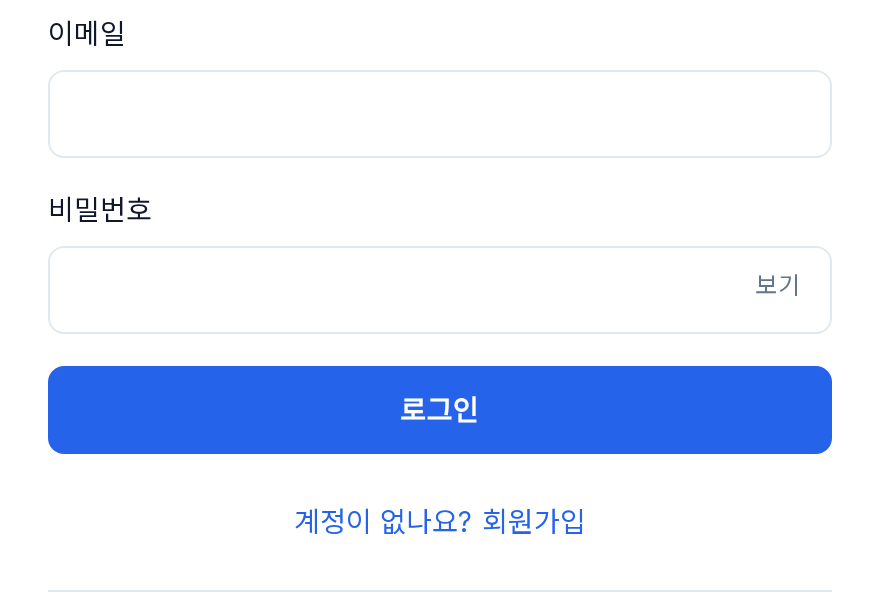 이메일
비밀번호
보기
로그인
계정이 없나요? 회원가입